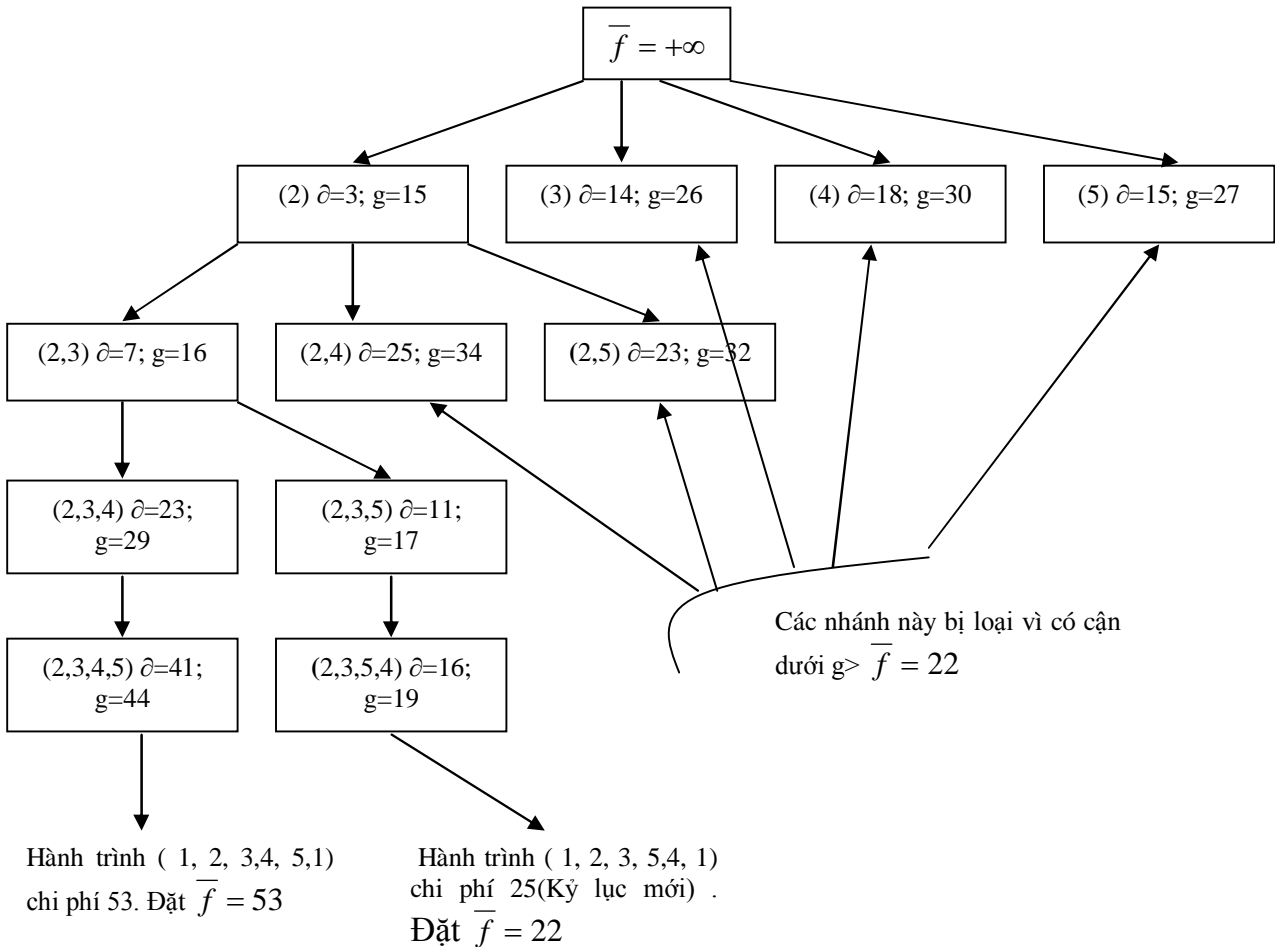 f̅ = +∞
(2) ∂=3; g=15
(3) ∂=14; g=26
(4) ∂=18; g=30
(5) ∂=15; g=27
(2,3) ∂=7; g=16
(2,4) ∂=25; g=34
(2,5) ∂=23; g=32
(2,3,4) ∂=23;
g=29
(2,3,5) ∂=11;
g=17
(2,3,4,5) ∂=41;
g=44
(2,3,5,4) ∂=16;
g=19
Các nhánh này bị loại vì có cận
dưới g> f̅ = 22
Hành trình ( 1, 2, 3,4, 5,1)
chi phí 53. Đặt f̅ = 53
Hành trình ( 1, 2, 3, 5,4, 1)
chi phí 25(Kỷ lục mới) .
Đặt f̅ = 22